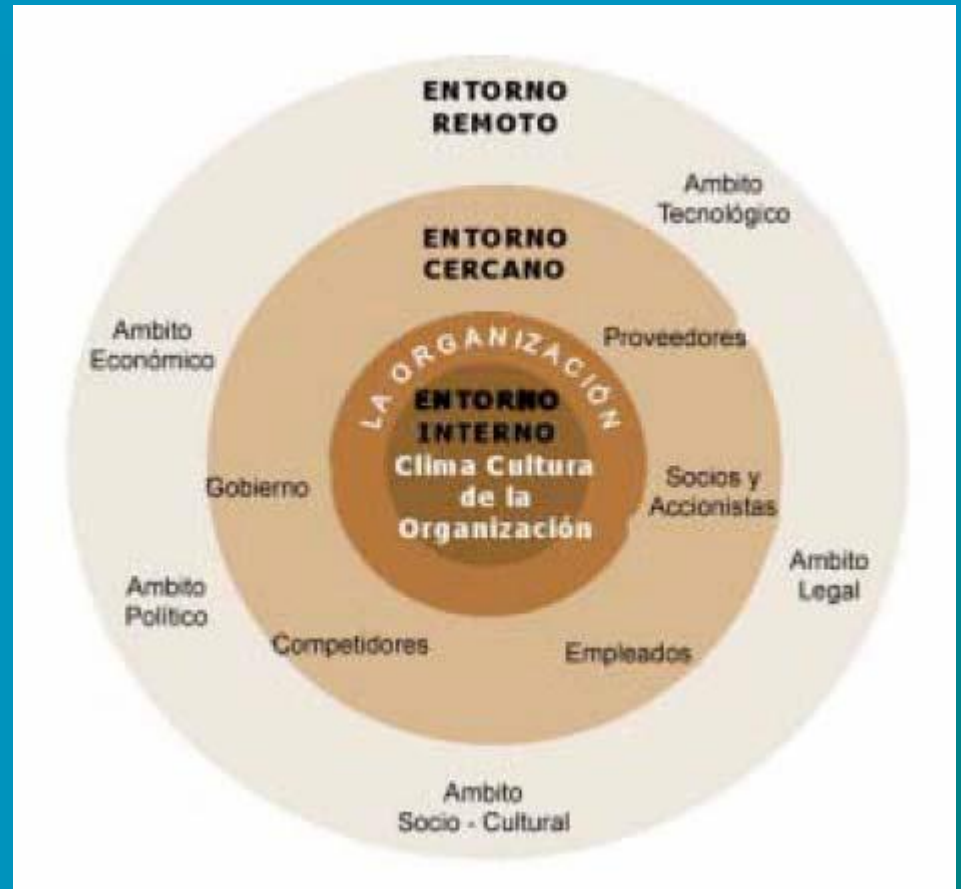 ENTORNO
REMOTO
Ambito
Tecnológico
ENTORNO
CERCANO
Ambito
Económico
Proveedores
LA ORGANIZACIÓN
ENTORNO
INTERNO
Clima Cultura
de la
Organización
Gobierno
Socios y
Accionistas
Ambito
Político
Ambito
Legal
Competidores
Empleados
Ambito
Socio - Cultural